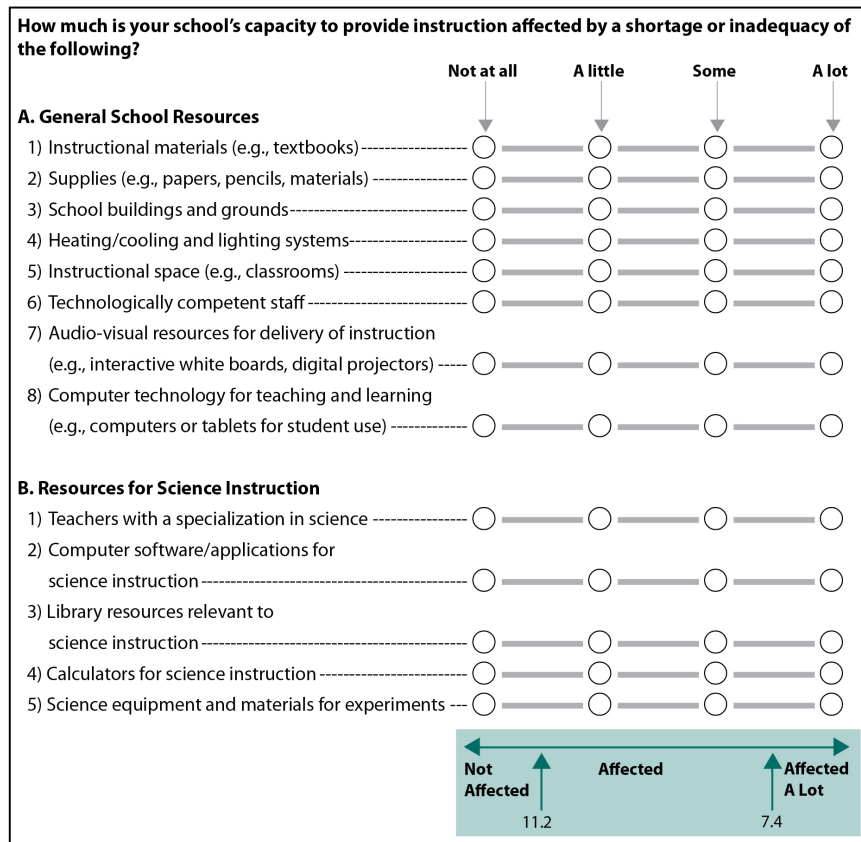 How much is your school's capacity to provide instruction affected by a shortage or inadequacy of
the following?
Not at all A little Some A lot
A. General School Resources
1) Instructional materials (e.g., textbooks)
2) Supplies (e.g., papers, pencils, materials)
3) School buildings and grounds
4) Heating/cooling and lighting systems
5) Instructional space (e.g., classrooms)
6) Technologically competent staff
7) Audio-visual resources for delivery of instruction
(e.g., interactive white boards, digital projectors)
8) Computer technology for teaching and learning
(e.g., computers or tablets for student use)
B. Resources for Science Instruction
1) Teachers with a specialization in science
2) Computer software/applications for
science instruction
3) Library resources relevant to
science instruction
4) Calculators for science instruction
5) Science equipment and materials for experiments
Not Affected Affected
Affected A Lot
11.2 7.4